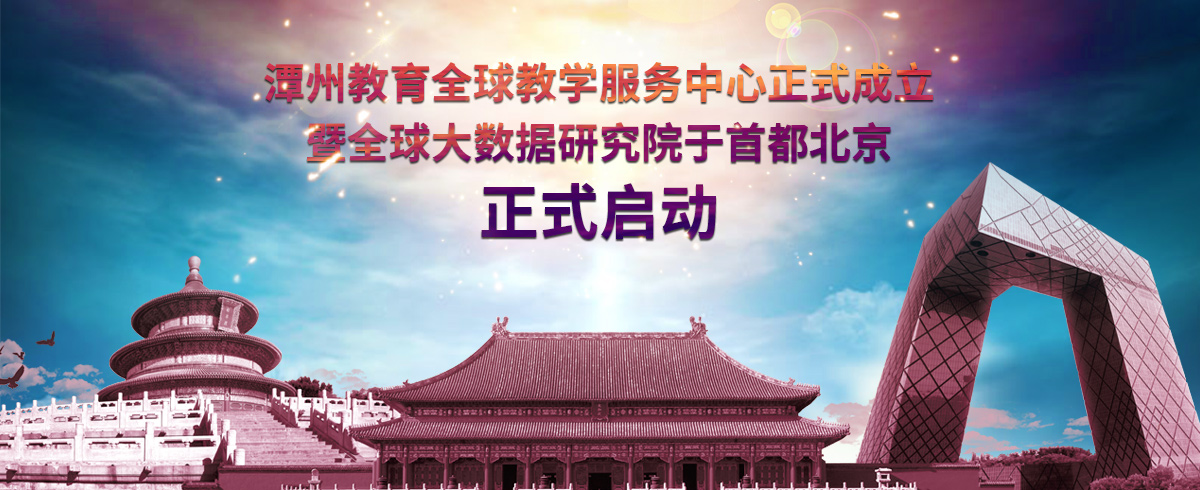 潭州教育全球教学服务中心正式成立
暨全球大数据研究院于首都北京
正式启动